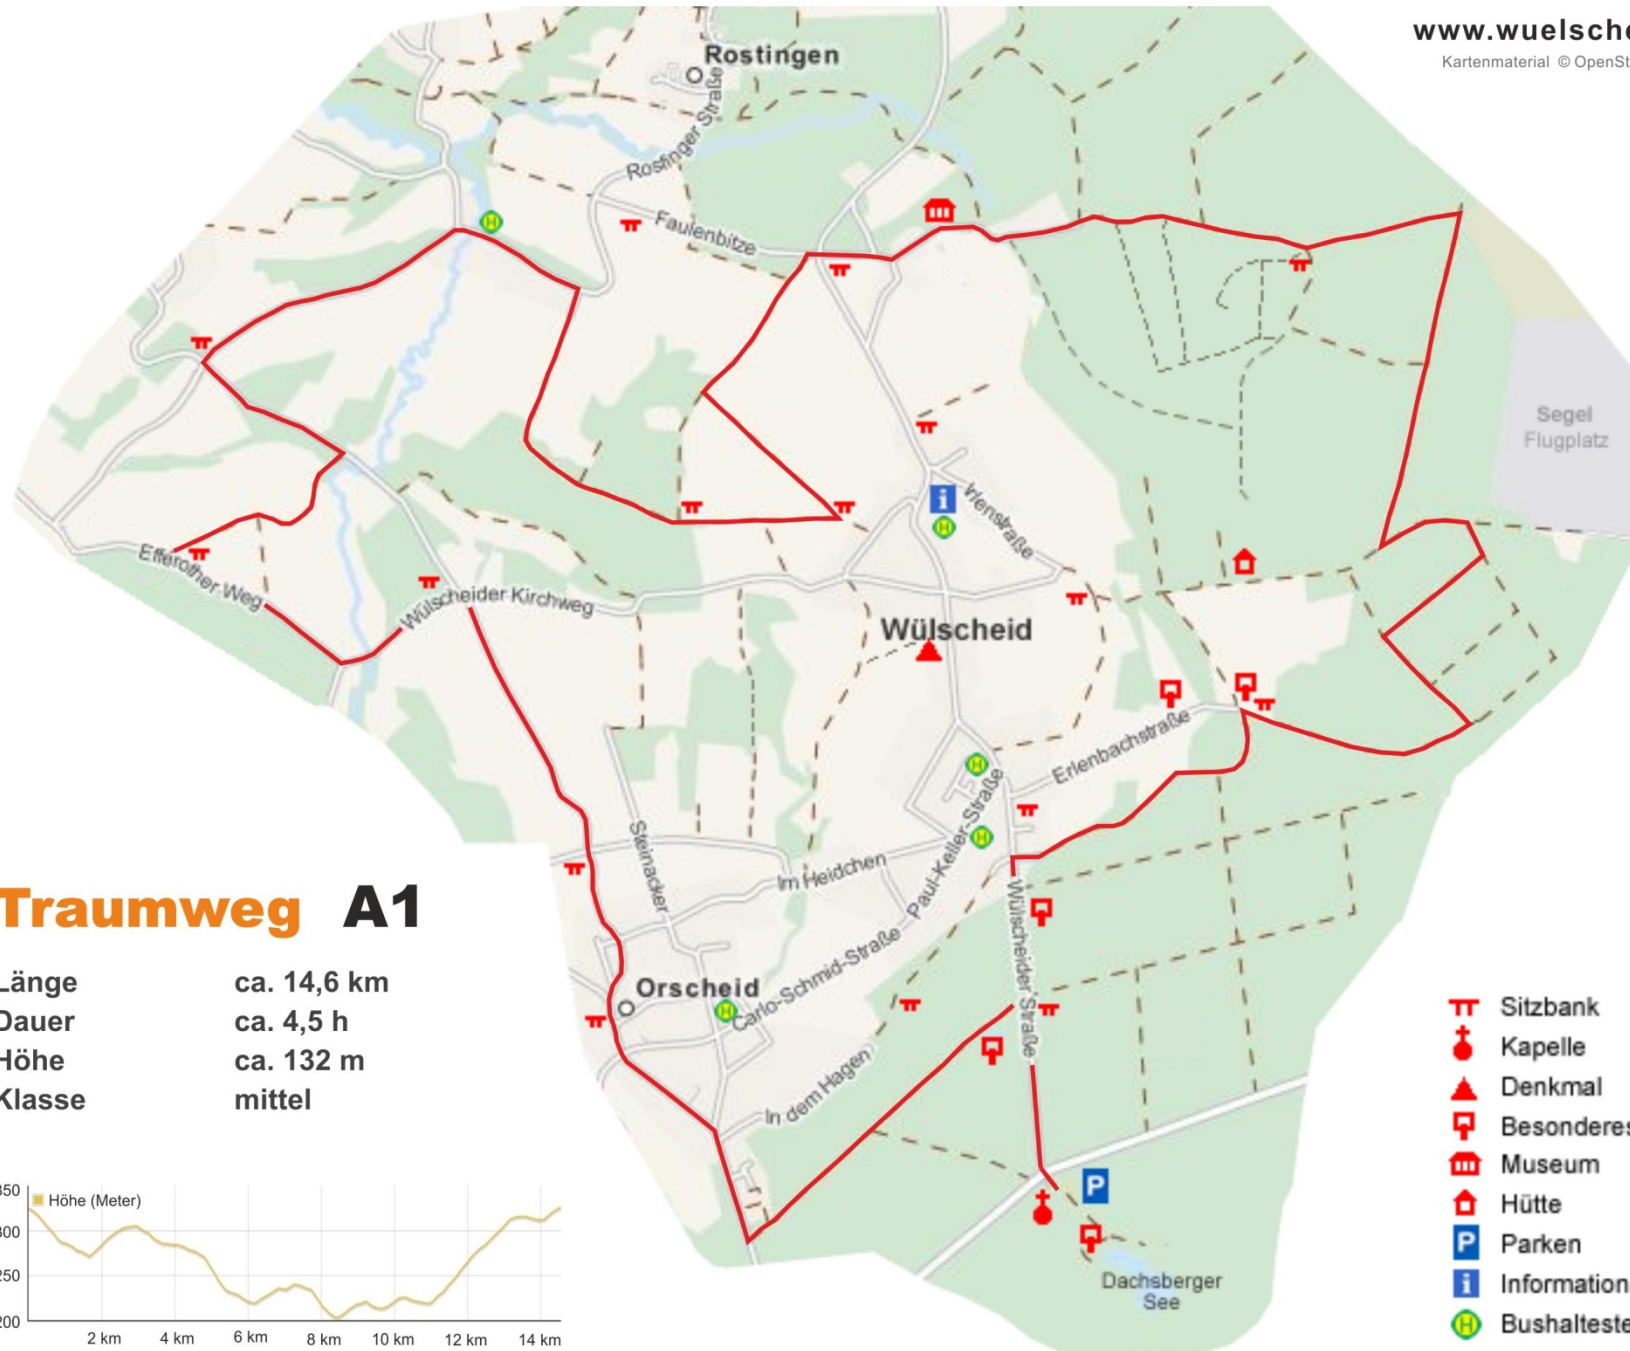 www.wuelsche
Kartenmaterial © OpenSt
Rostingen
Rostinger Straße
Faulenbitze
Segel
Flugplatz
Irlenstraße
Efferother Weg
Wülscheider Kirchweg
Wülscheid
Erlenbachstraße
Steinacker
Im Heidchen
Paul-Keller-Straße
Wülscheider Straße
Orscheid
Carlo-Schmid-Straße
In dem Hagen
Dachsberger
See
Traumweg A1
Länge ca. 14,6 km
Dauer ca. 4,5 h
Höhe ca. 132 m
Klasse mittel
Höhe (Meter)
350
300
250
200
2 km 4 km 6 km 8 km 10 km 12 km 14 km
Sitzbank
Kapelle
Denkmal
Besonderes
Museum
Hütte
P Parken
i Information
H Bushalteste